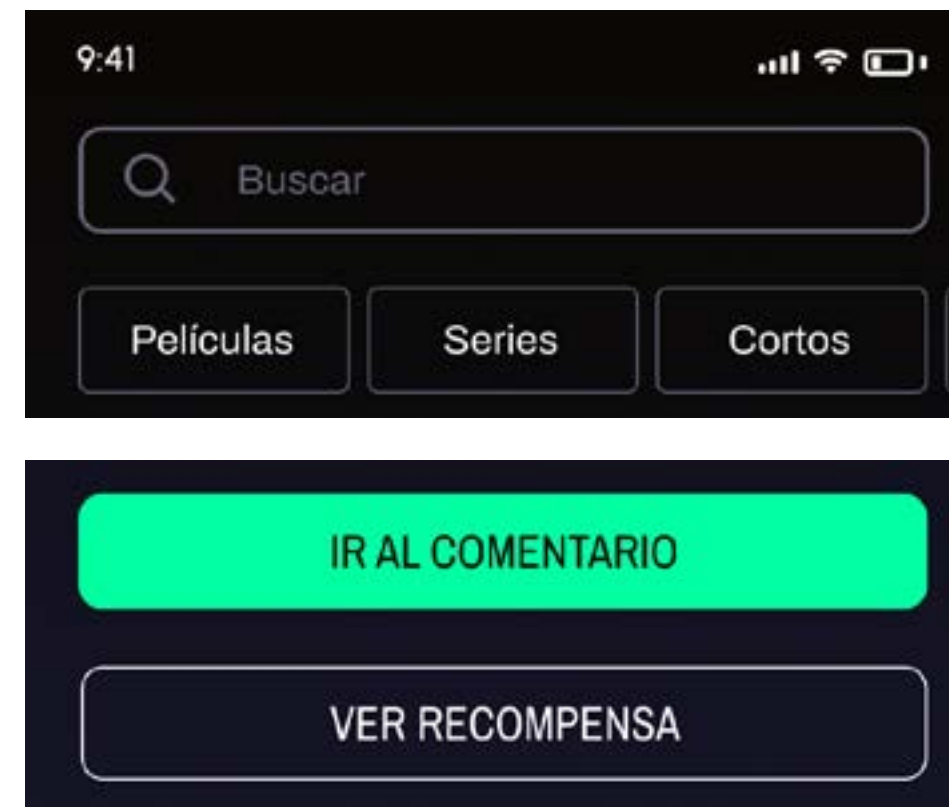 9:41
Buscar
Películas Series Cortos
IR AL COMENTARIO
VER RECOMPENSA